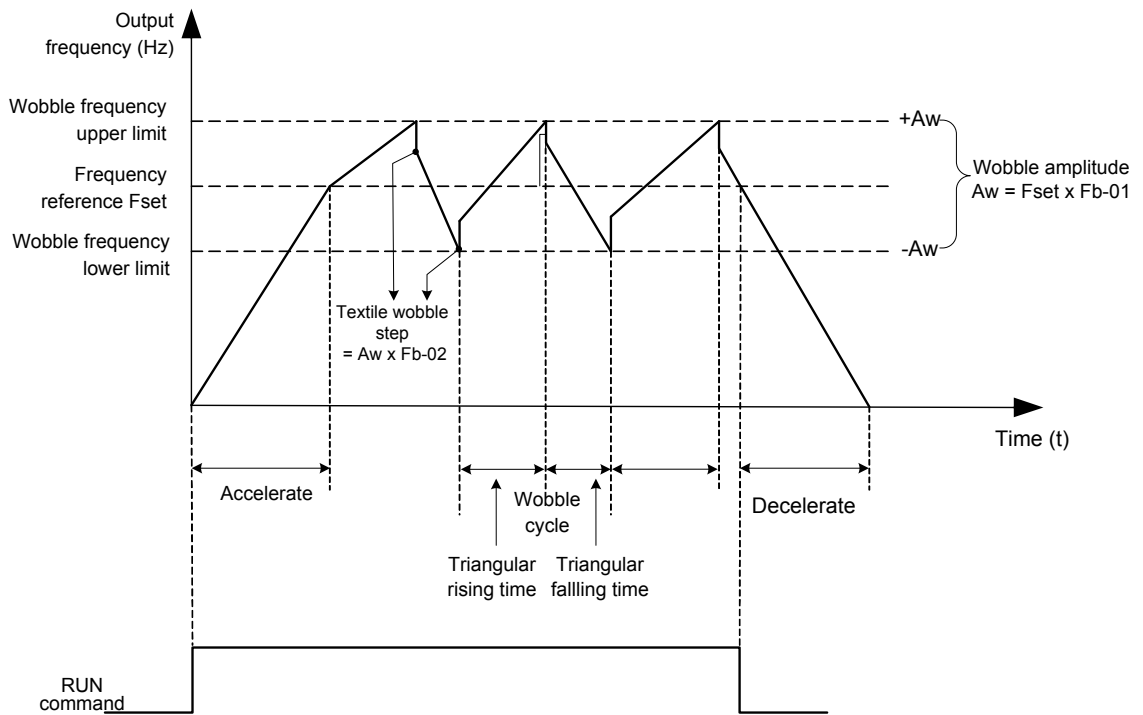 Output
frequency (Hz)
Wobble frequency
upper limit
+Aw
Frequency
reference Fset
Wobble amplitude
Aw = Fset x Fb-01
Wobble frequency
lower limit
-Aw
Textile wobble
step
= Aw x Fb-02
Time (t)
Accelerate
Wobble
cycle
Decelerate
Triangular
rising time
Triangular
fallling time
RUN
command